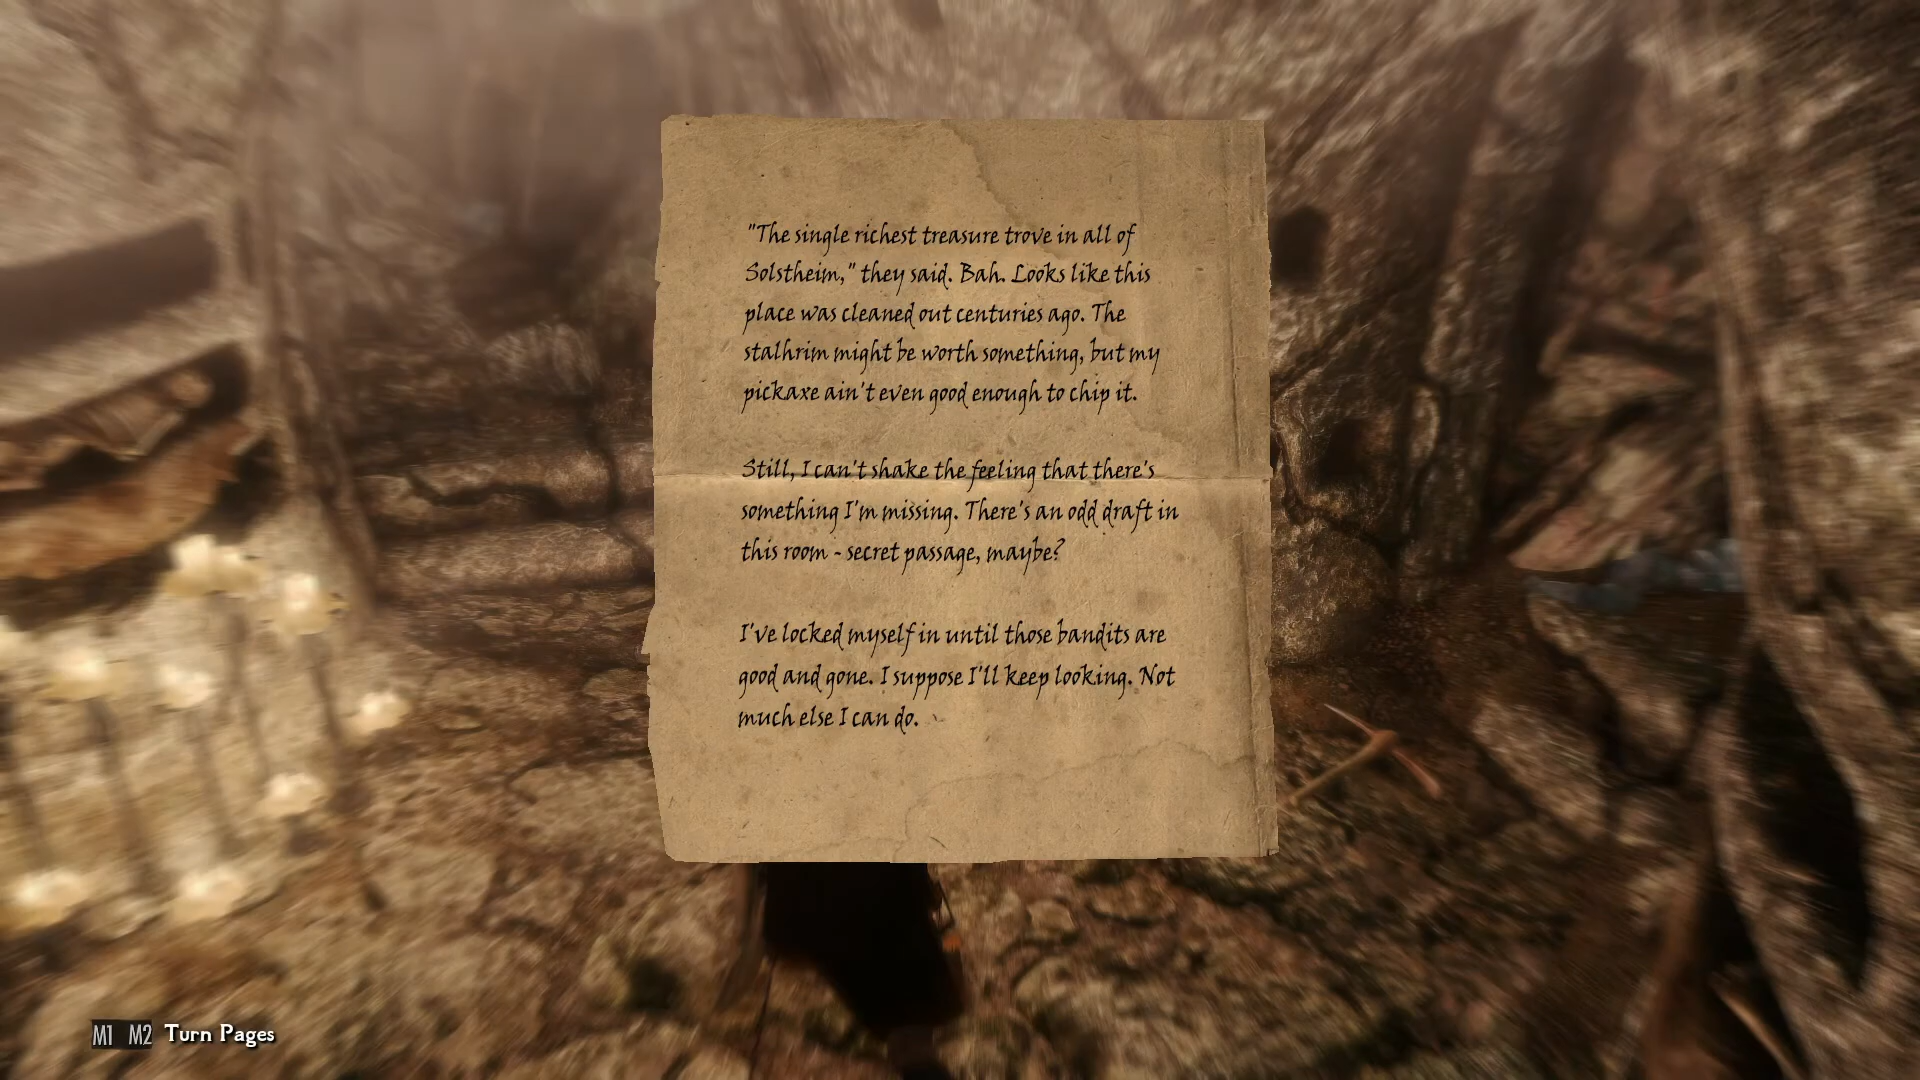 "The single richest treasure trove in all of
Solstheim," they said. Bah. Looks like this
place was cleaned out centuries ago. The
stalhrim might be worth something, but my
pickaxe ain't even good enough to chip it.
Still, I can't shake the feeling that there's
something I'm missing. There's an odd draft in
this room - secret passage, maybe?
I've locked myself in until those bandits are
good and gone. I suppose I'll keep looking. Not
much else I can do.
M1 M2 Turn Pages